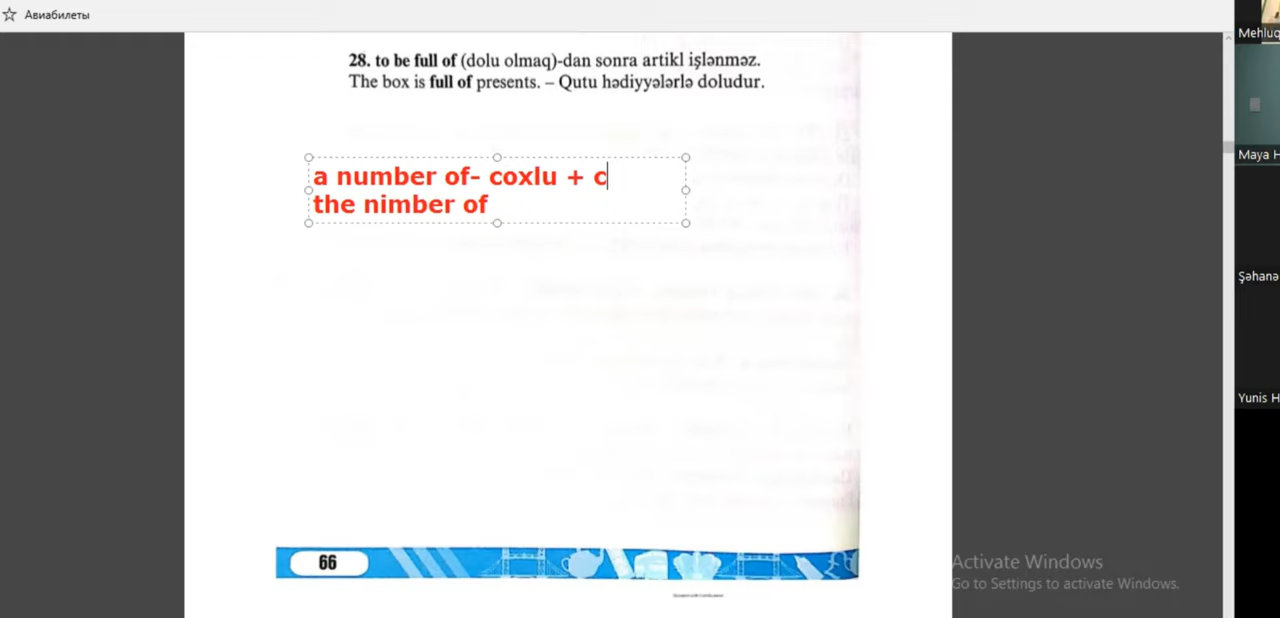 Авиабилеты
28. to be full of (dolu olmaq)-dan sonra artikl işlənməz.
The box is full of presents. – Qutu hədiyyələrlə doludur.
a number of- coxlu + c
the nimber of
66
Mehluq
Maya H
Şəhanə
Yunis H
Activate Windows
Go to Settings to activate Windows.